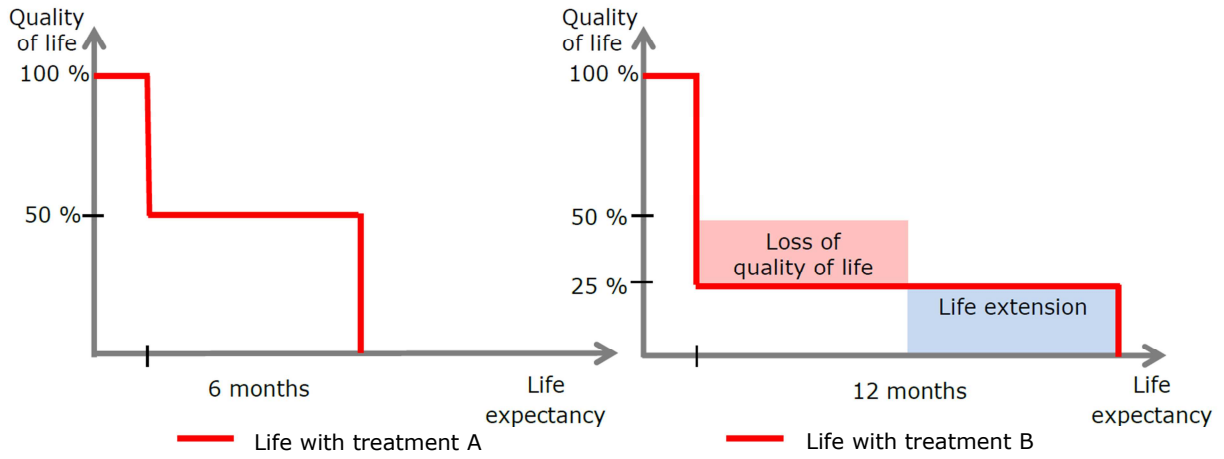 Quality
of life
100 %
50 %
6 months
Life
expectancy
Life with treatment A
Quality
of life
100 %
50 %
25 %
Loss of
quality of life
Life extension
12 months
Life
expectancy
Life with treatment B